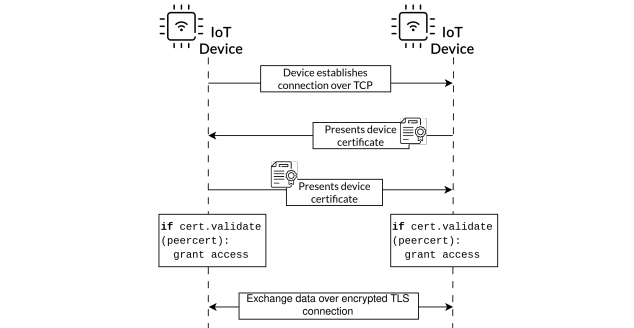 IoT
Device
IoT
Device
Device establishes
connection over TCP
Presents device
certificate
Presents device
certificate
if cert.validate
(peercert):
grant access
if cert.validate
(peercert):
grant access
Exchange data over encrypted TLS
connection